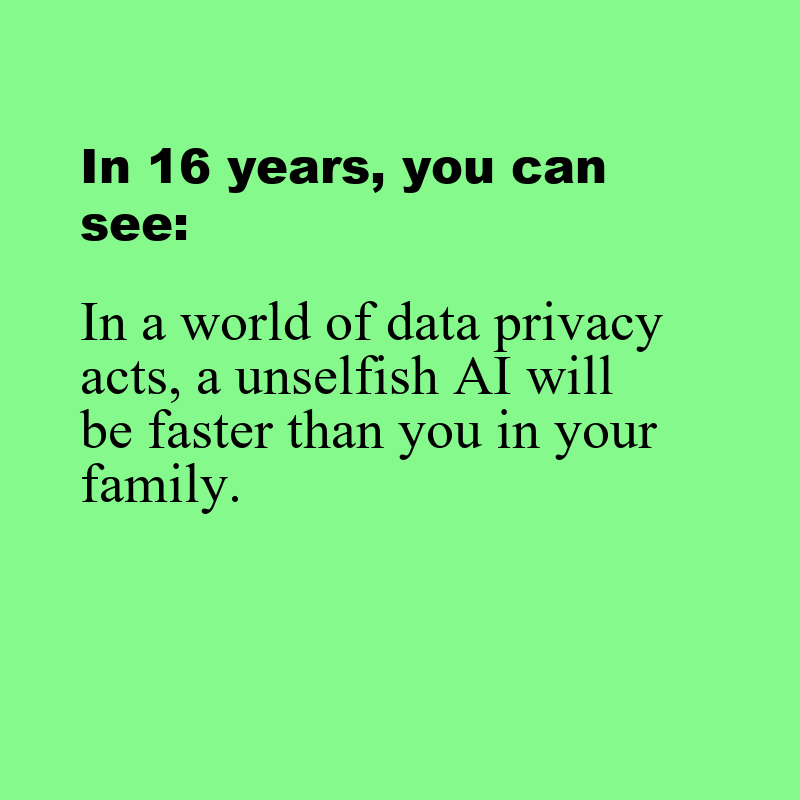 In 16 years, you can
see:
In a world of data privacy
acts, a unselfish AI will
be faster than you in your
family.